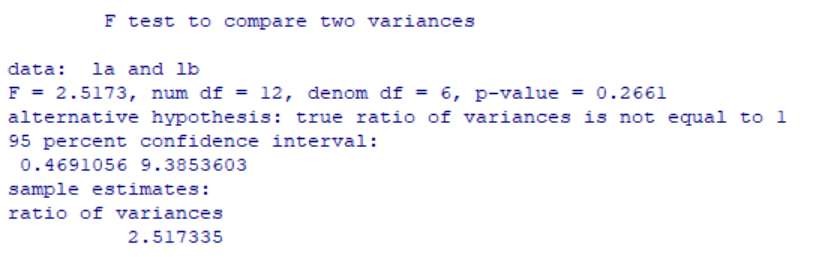 F test to compare two variances
data:  la and lb
F = 2.5173, num df = 12, denom df = 6, p-value = 0.2661
alternative hypothesis: true ratio of variances is not equal to 1
95 percent confidence interval:
0.4691056 9.3853603
sample estimates:
ratio of variances
2.517335